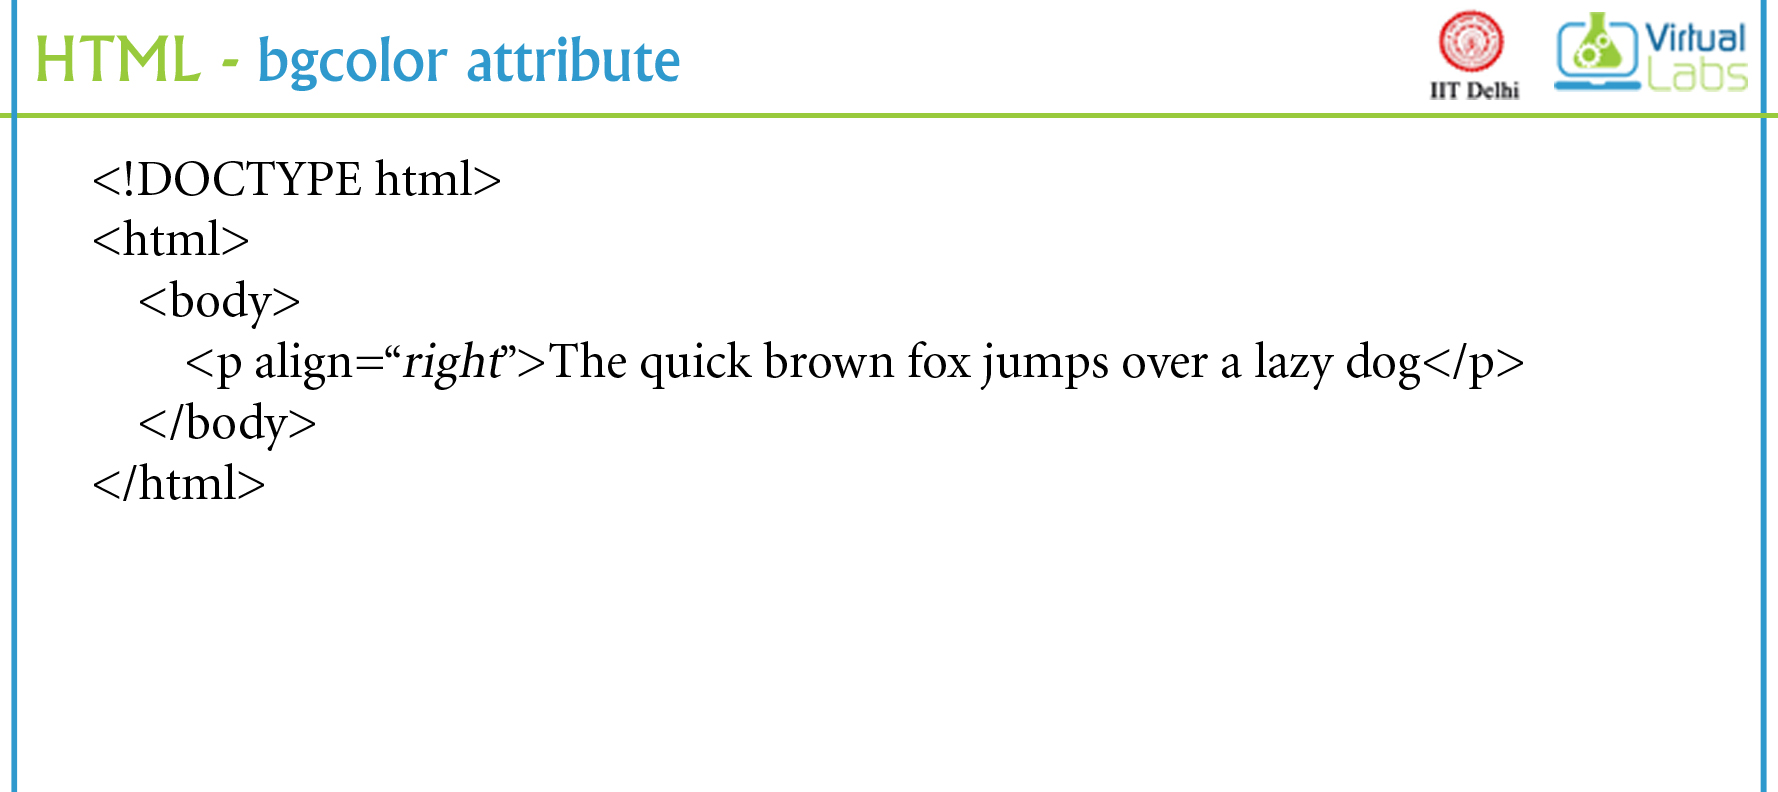 HTML - bgcolor attribute
IIT Delhi
Virtual
Labs
<!DOCTYPE html>
<html>
<body>
<p align=“right”>The quick brown fox jumps over a lazy dog</p>
</body>
</html>